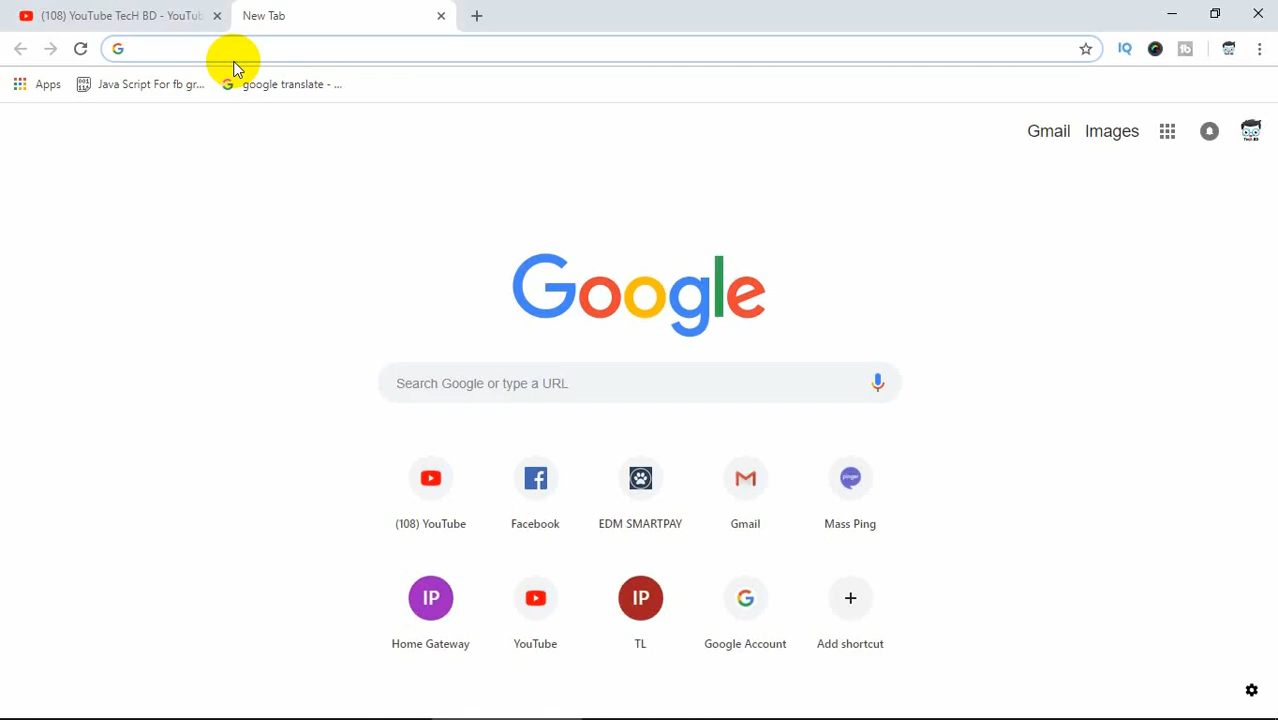 (108) YouTube TecH BD - YouTub
New Tab
Apps
Java Script For fb gr...
google translate - ...
Gmail
Images
Google
Search Google or type a URL
(108) YouTube
Facebook
EDM SMARTPAY
Gmail
Mass Ping
IP
IP
Home Gateway
YouTube
TL
Google Account
Add shortcut